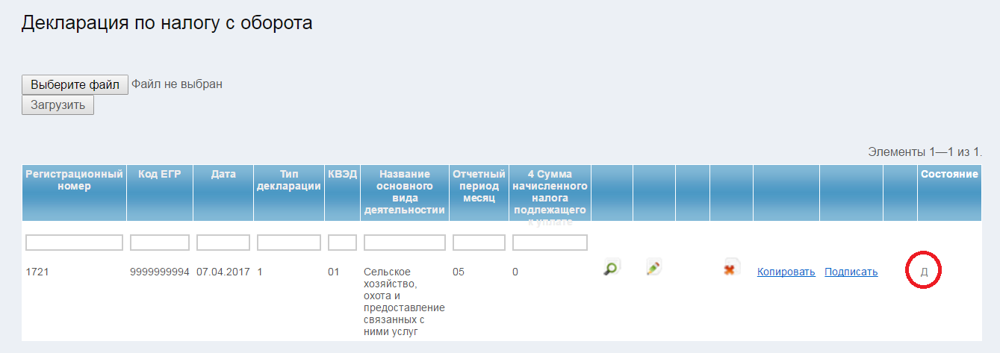 Декларация по налогу с оборота
Выберите файл Файл не выбран
Загрузить
Элементы 1—1 из 1.
Регистрационный номер
Код ЕГР
Дата
Тип декларации
КВЭД
Название основного вида деятельностии
Отчетный период месяц
4 Сумма начисленного налога подлежащего к уплате
Состояние
1721 9999999994 07.04.2017 1 01 Сельское 05 0 Копировать Подписать Д
хозяйство,
охота и
предоставление
связанных с
ними услуг